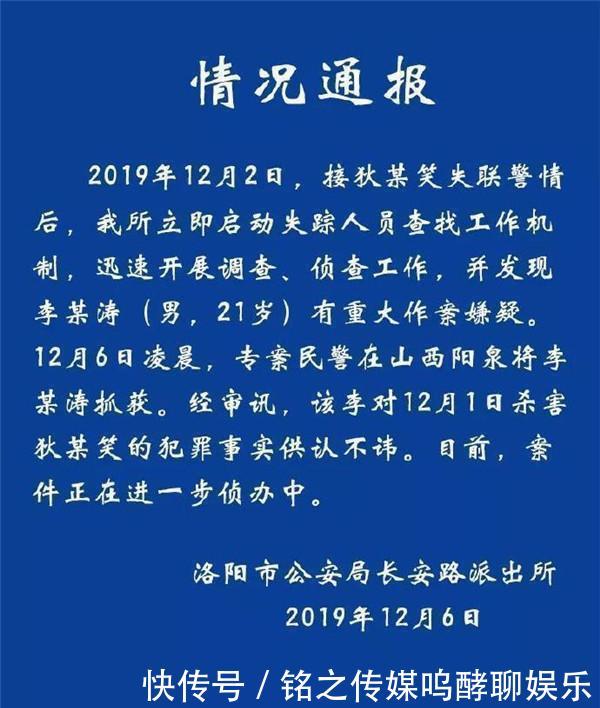 情况通报
2019年12月2日，接狄某笑失联警情
后，我所立即启动失踪人员查找工作机
制，迅速开展调查、侦查工作，并发现
李某涛（男，21岁）有重大作案嫌疑。
12月6日凌晨，专案民警在山西阳泉将李
某涛抓获。经审讯，该李对12月1日杀害
狄某笑的犯罪事实供认不讳。目前，案
件正在进一步侦办中。
洛阳市公安局长安路派出所
2019年12月6日
快传号 / 铭之传媒呜酵聊娱乐